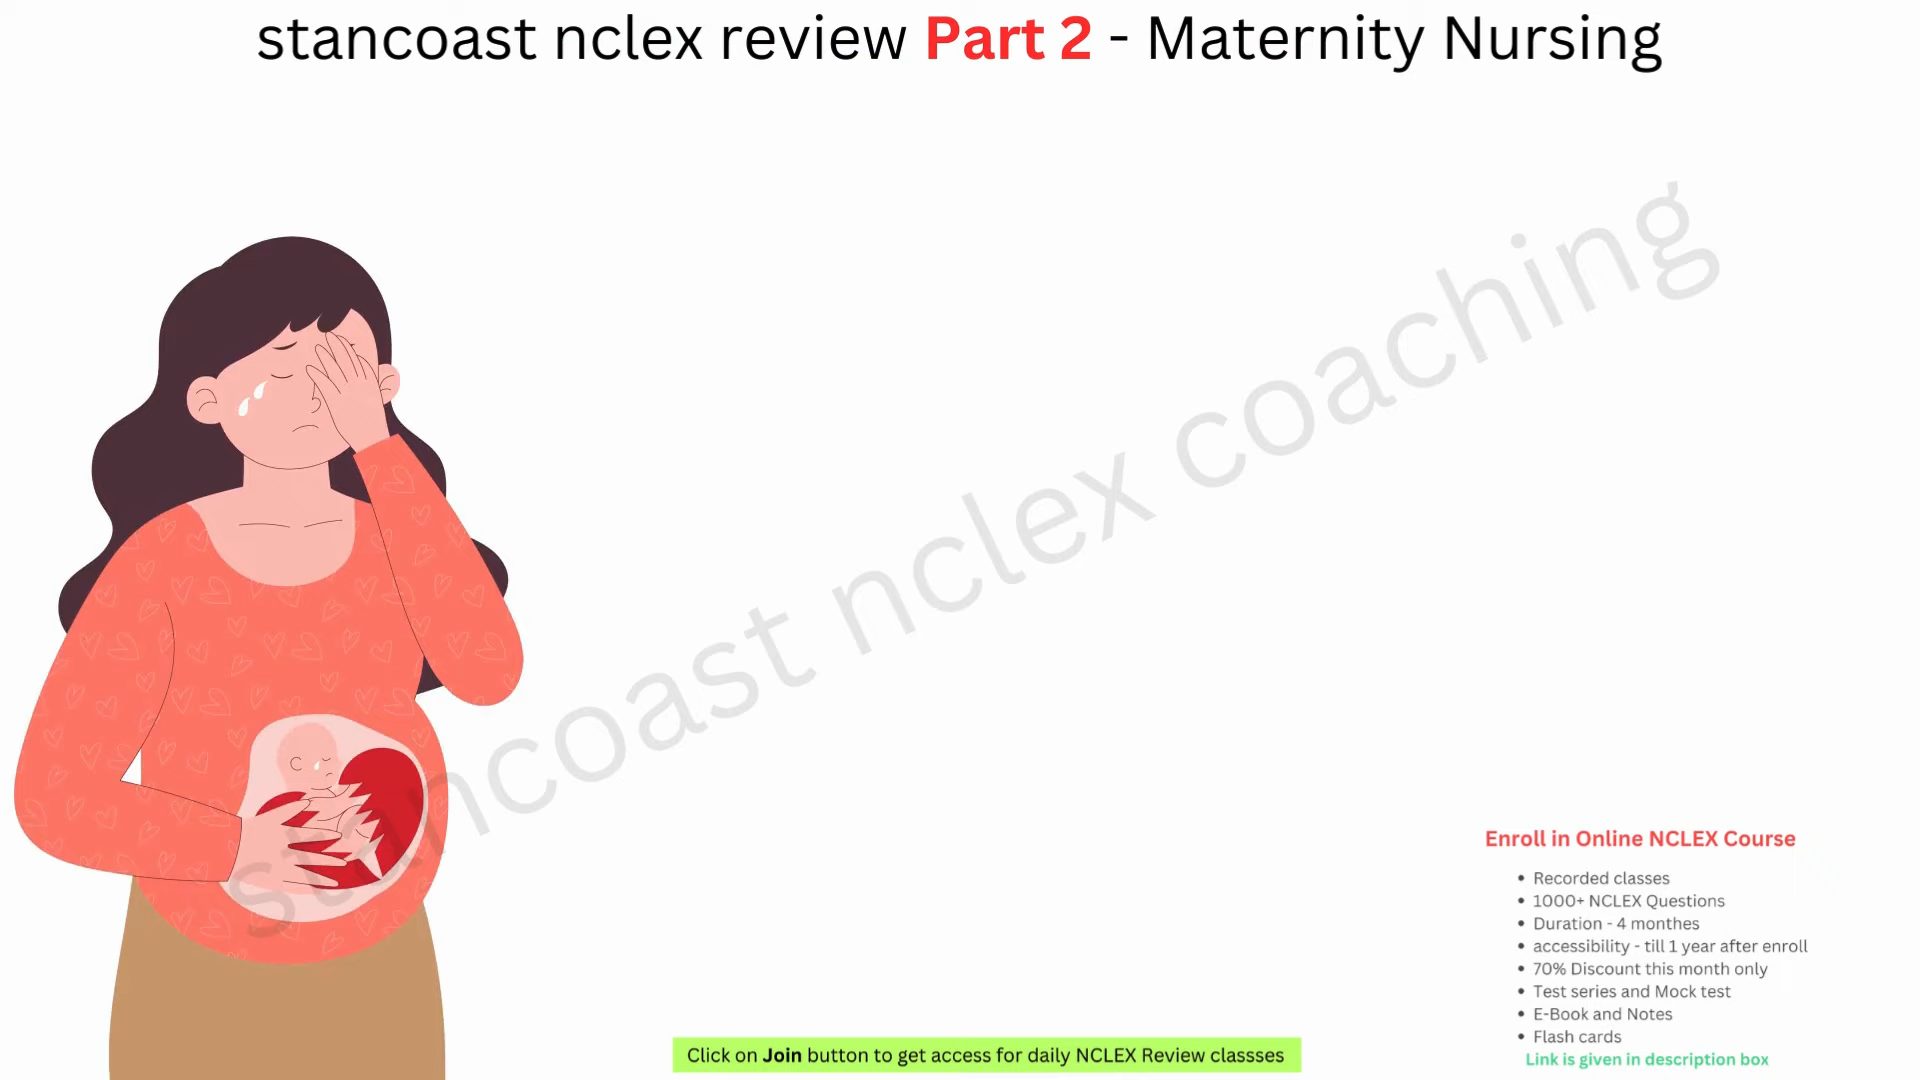 stancoast nclex review Part 2 - Maternity Nursing
stancoast nclex coaching
Enroll in Online NCLEX Course
• Recorded classes
• 1000+ NCLEX Questions
• Duration - 4 monthes
• accessibility - till 1 year after enroll
• 70% Discount this month only
• Test series and Mock test
• E-Book and Notes
• Flash cards
Link is given in description box
Click on Join button to get access for daily NCLEX Review classses